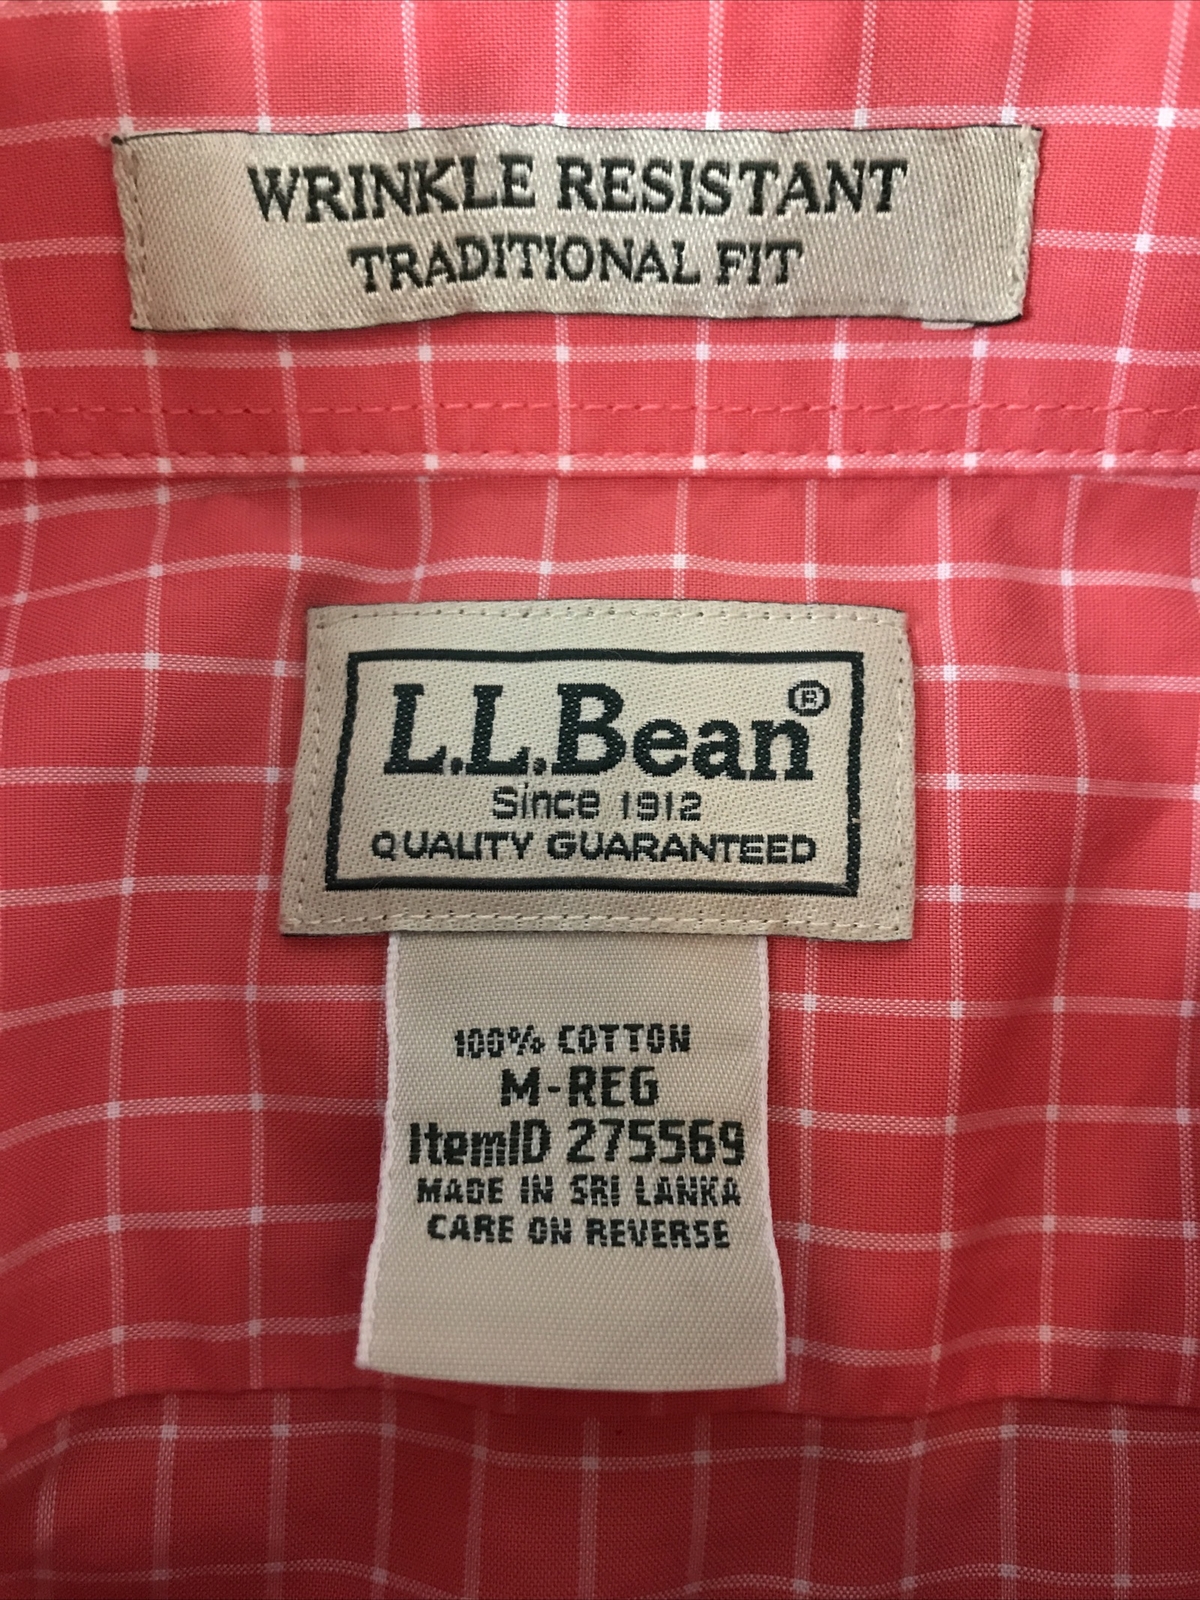 WRINKLE RESISTANT
TRADITIONAL FIT
L.L.Bean®
Since 1912
QUALITY GUARANTEED
100% COTTON
M-REG
ItemID 275569
MADE IN SRI LANKA
CARE ON REVERSE